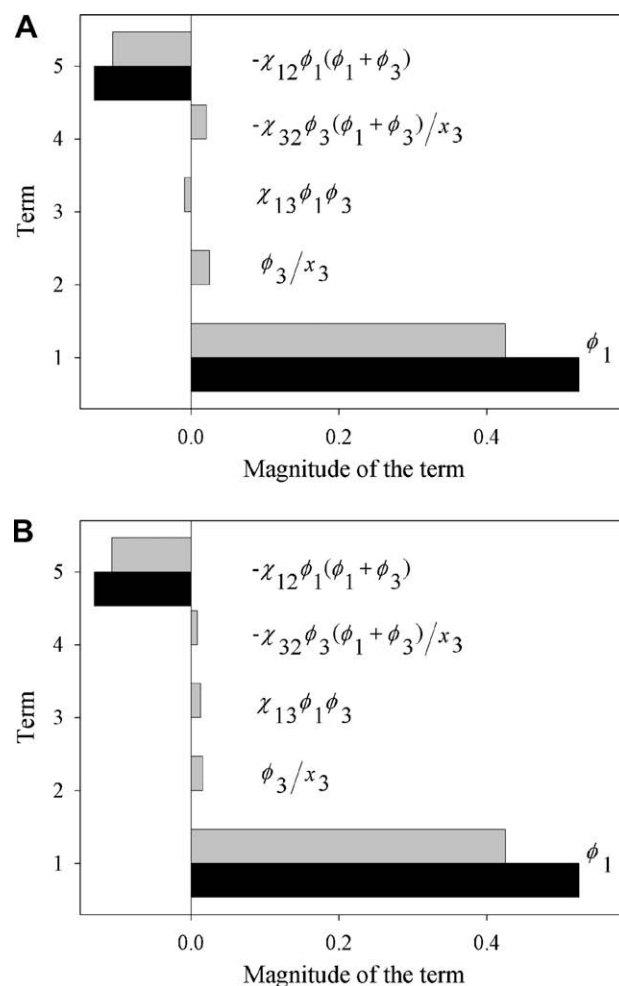 A
5
-χ12ϕ1(ϕ1 + ϕ3)
4
-χ32ϕ3(ϕ1 + ϕ3)/x3
3
χ13ϕ1ϕ3
2
ϕ3/x3
1
ϕ1
Term
0.0 0.2 0.4
Magnitude of the term
B
5
-χ12ϕ1(ϕ1 + ϕ3)
4
-χ32ϕ3(ϕ1 + ϕ3)/x3
3
χ13ϕ1ϕ3
2
ϕ3/x3
1
ϕ1
Term
0.0 0.2 0.4
Magnitude of the term